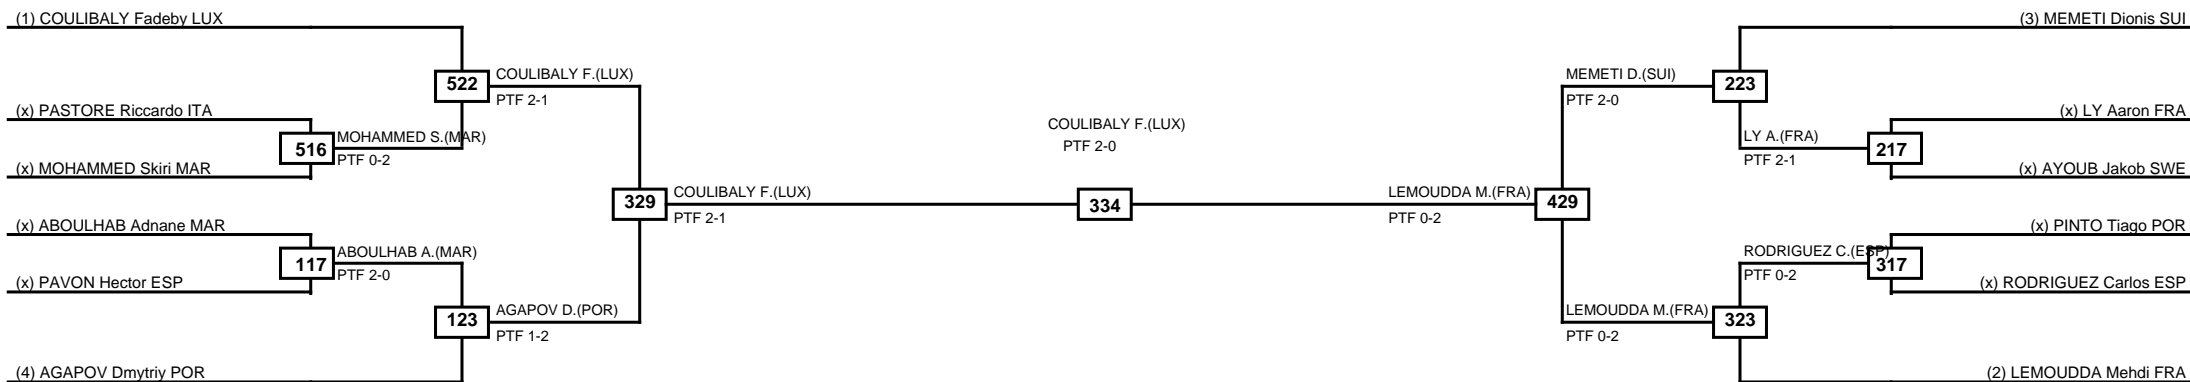 (1) COULIBALY Fadeby LUX
(3) MEMETI Dionis SUI
522
COULIBALY F.(LUX)
PTF 2-1
MEMETI D.(SUI)
PTF 2-0
223
(x) PASTORE Riccardo ITA
(x) LY Aaron FRA
COULIBALY F.(LUX)
PTF 2-0
516
MOHAMMED S.(MAR)
PTF 0-2
LY A.(FRA)
PTF 2-1
217
(x) MOHAMMED Skiri MAR
(x) AYOUB Jakob SWE
329
COULIBALY F.(LUX)
PTF 2-1
334
LEMOUDDA M.(FRA)
PTF 0-2
429
(x) ABOULHAB Adnane MAR
(x) PINTO Tiago POR
117
ABOULHAB A.(MAR)
PTF 2-0
RODRIGUEZ C.(ESP)
PTF 0-2
317
(x) PAVON Hector ESP
(x) RODRIGUEZ Carlos ESP
123
AGAPOV D.(POR)
PTF 1-2
LEMOUDDA M.(FRA)
PTF 0-2
323
(4) AGAPOV Dmytriy POR
(2) LEMOUDDA Mehdi FRA